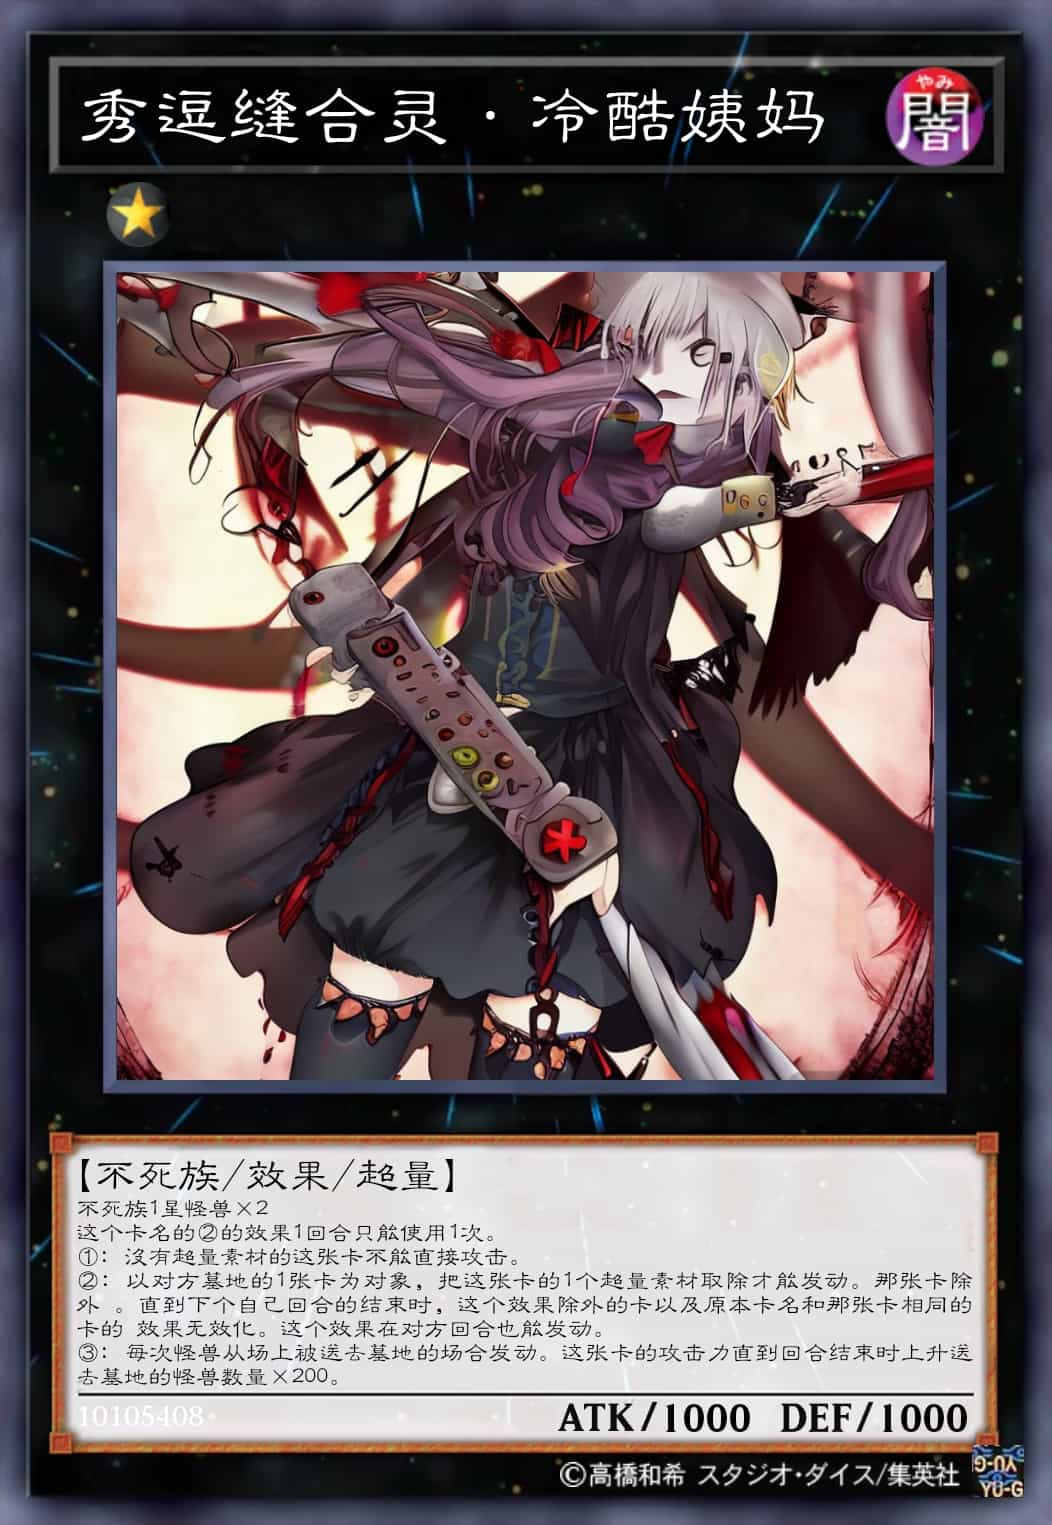 秀逗缝合灵·冷酷姨妈
やみ
闇
【不死族/效果/超量】
不死族1星怪兽×2
这个卡名的②的效果1回合只能使用1次。
①：没有超量素材的这张卡不能直接攻击。
②：以对方墓地的1张卡为对象，把这张卡的1个超量素材取除才能发动。那张卡除
外 。直到下个自己回合的结束时，这个效果除外的卡以及原本卡名和那张卡相同的
卡的 效果无效化。这个效果在对方回合也能发动。
③：每次怪兽从场上被送去墓地的场合发动。这张卡的攻击力直到回合结束时上升送
去墓地的怪兽数量×200。
10105408
ATK/1000 DEF/1000
©高橋和希 スタジオ・ダイス/集英社
YU-G